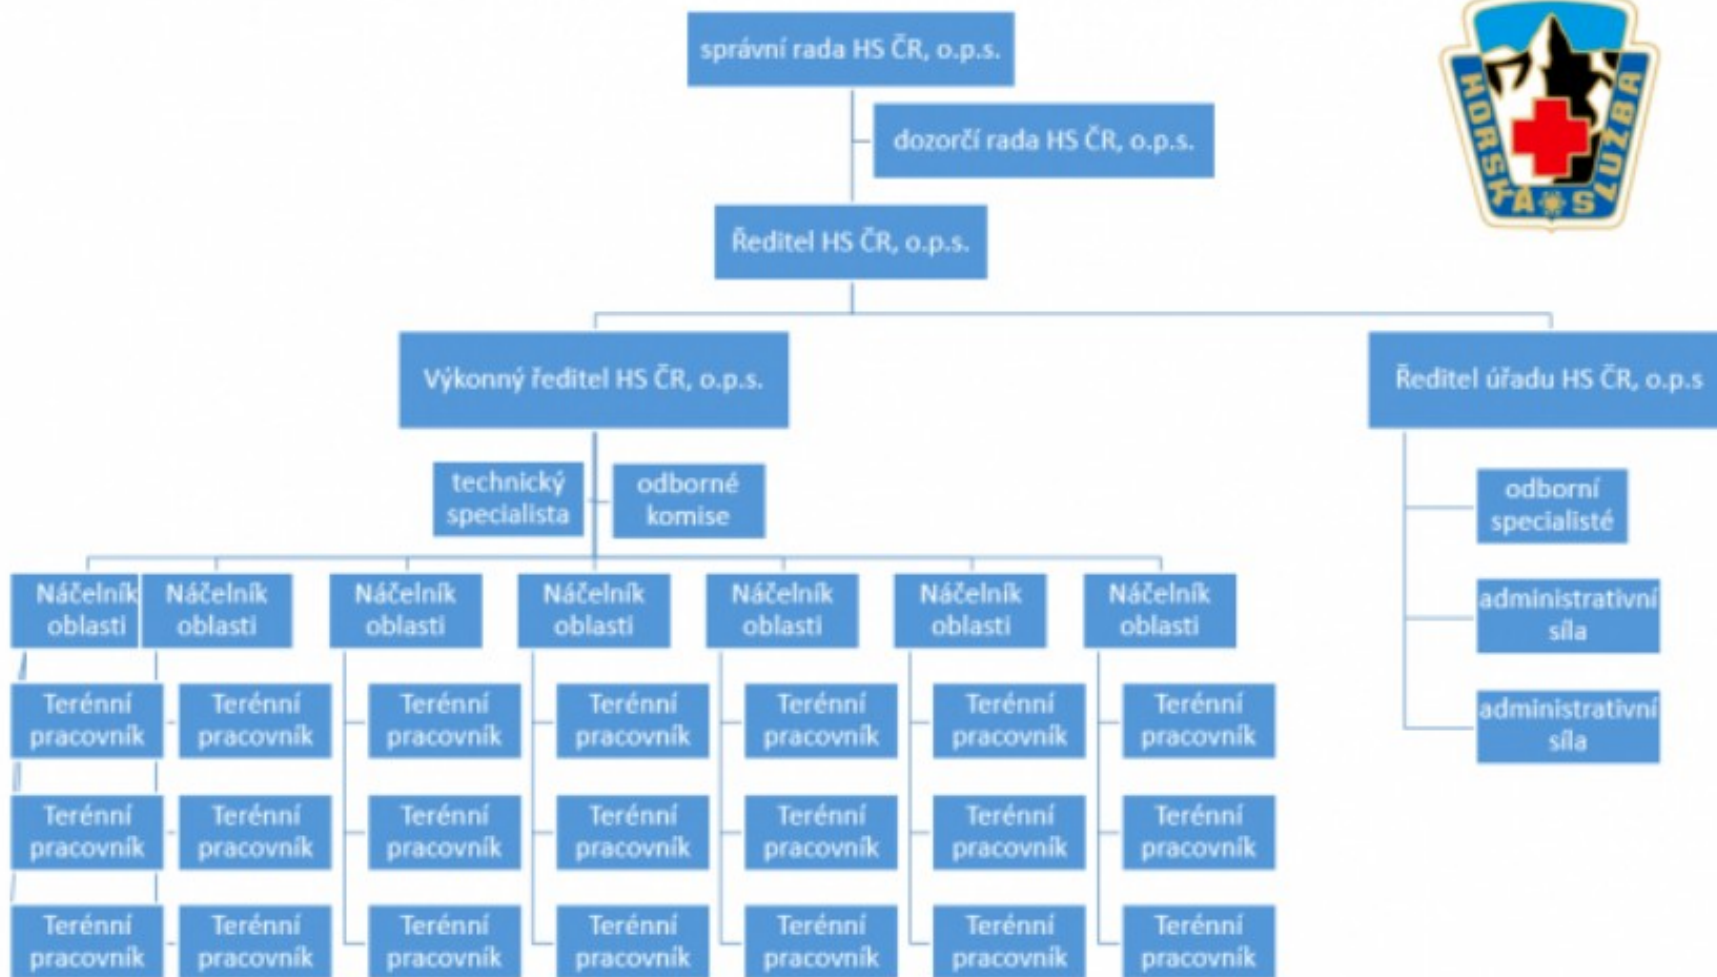 správní rada HS ČR, o.p.s.
dozorčí rada HS ČR, o.p.s.
HORSKÁ SLUŽBA
Ředitel HS ČR, o.p.s.
Výkonný ředitel HS ČR, o.p.s.
Ředitel úřadu HS ČR, o.p.s
technický
specialista
odborné
komise
odborní
specialisté
administrativní
síla
administrativní
síla
Náčelník
oblasti
Náčelník
oblasti
Náčelník
oblasti
Náčelník
oblasti
Náčelník
oblasti
Náčelník
oblasti
Náčelník
oblasti
Terénní
pracovník
Terénní
pracovník
Terénní
pracovník
Terénní
pracovník
Terénní
pracovník
Terénní
pracovník
Terénní
pracovník
Terénní
pracovník
Terénní
pracovník
Terénní
pracovník
Terénní
pracovník
Terénní
pracovník
Terénní
pracovník
Terénní
pracovník
Terénní
pracovník
Terénní
pracovník
Terénní
pracovník
Terénní
pracovník
Terénní
pracovník
Terénní
pracovník
Terénní
pracovník